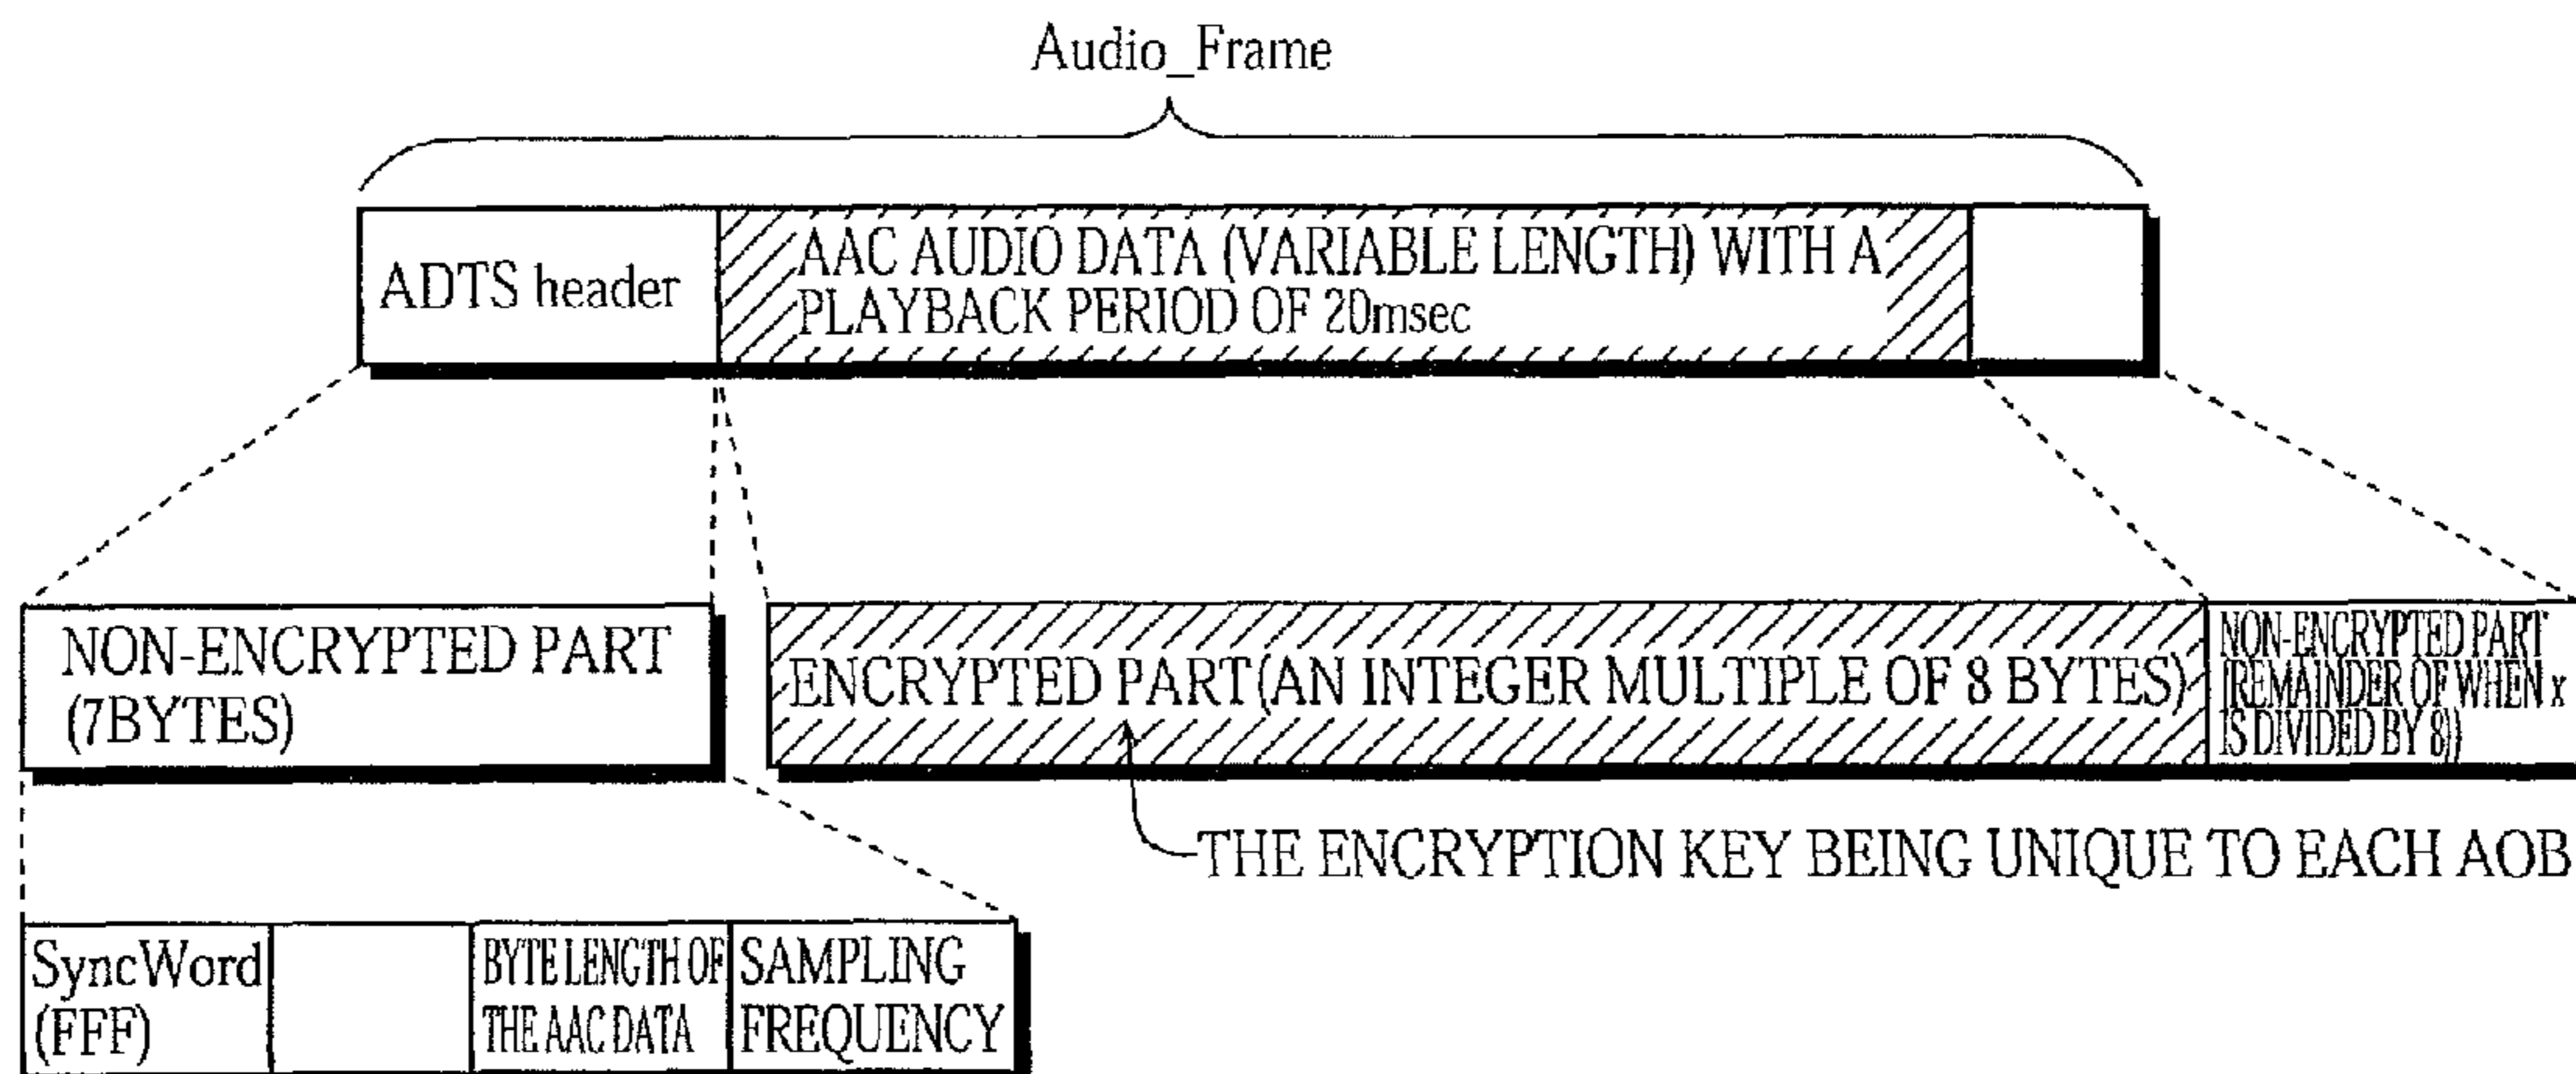 Audio_Frame
ADTS header
AAC AUDIO DATA (VARIABLE LENGTH) WITH A
PLAYBACK PERIOD OF 20msec
NON-ENCRYPTED PART
(7BYTES)
ENCRYPTED PART(AN INTEGER MULTIPLE OF 8 BYTES)
NON-ENCRYPTED PART
(REMAINDER OF WHEN x
IS DIVIDED BY 8))
THE ENCRYPTION KEY BEING UNIQUE TO EACH AOB
SyncWord
(FFF)
BYTE LENGTH OF
THE AAC DATA
SAMPLING
FREQUENCY